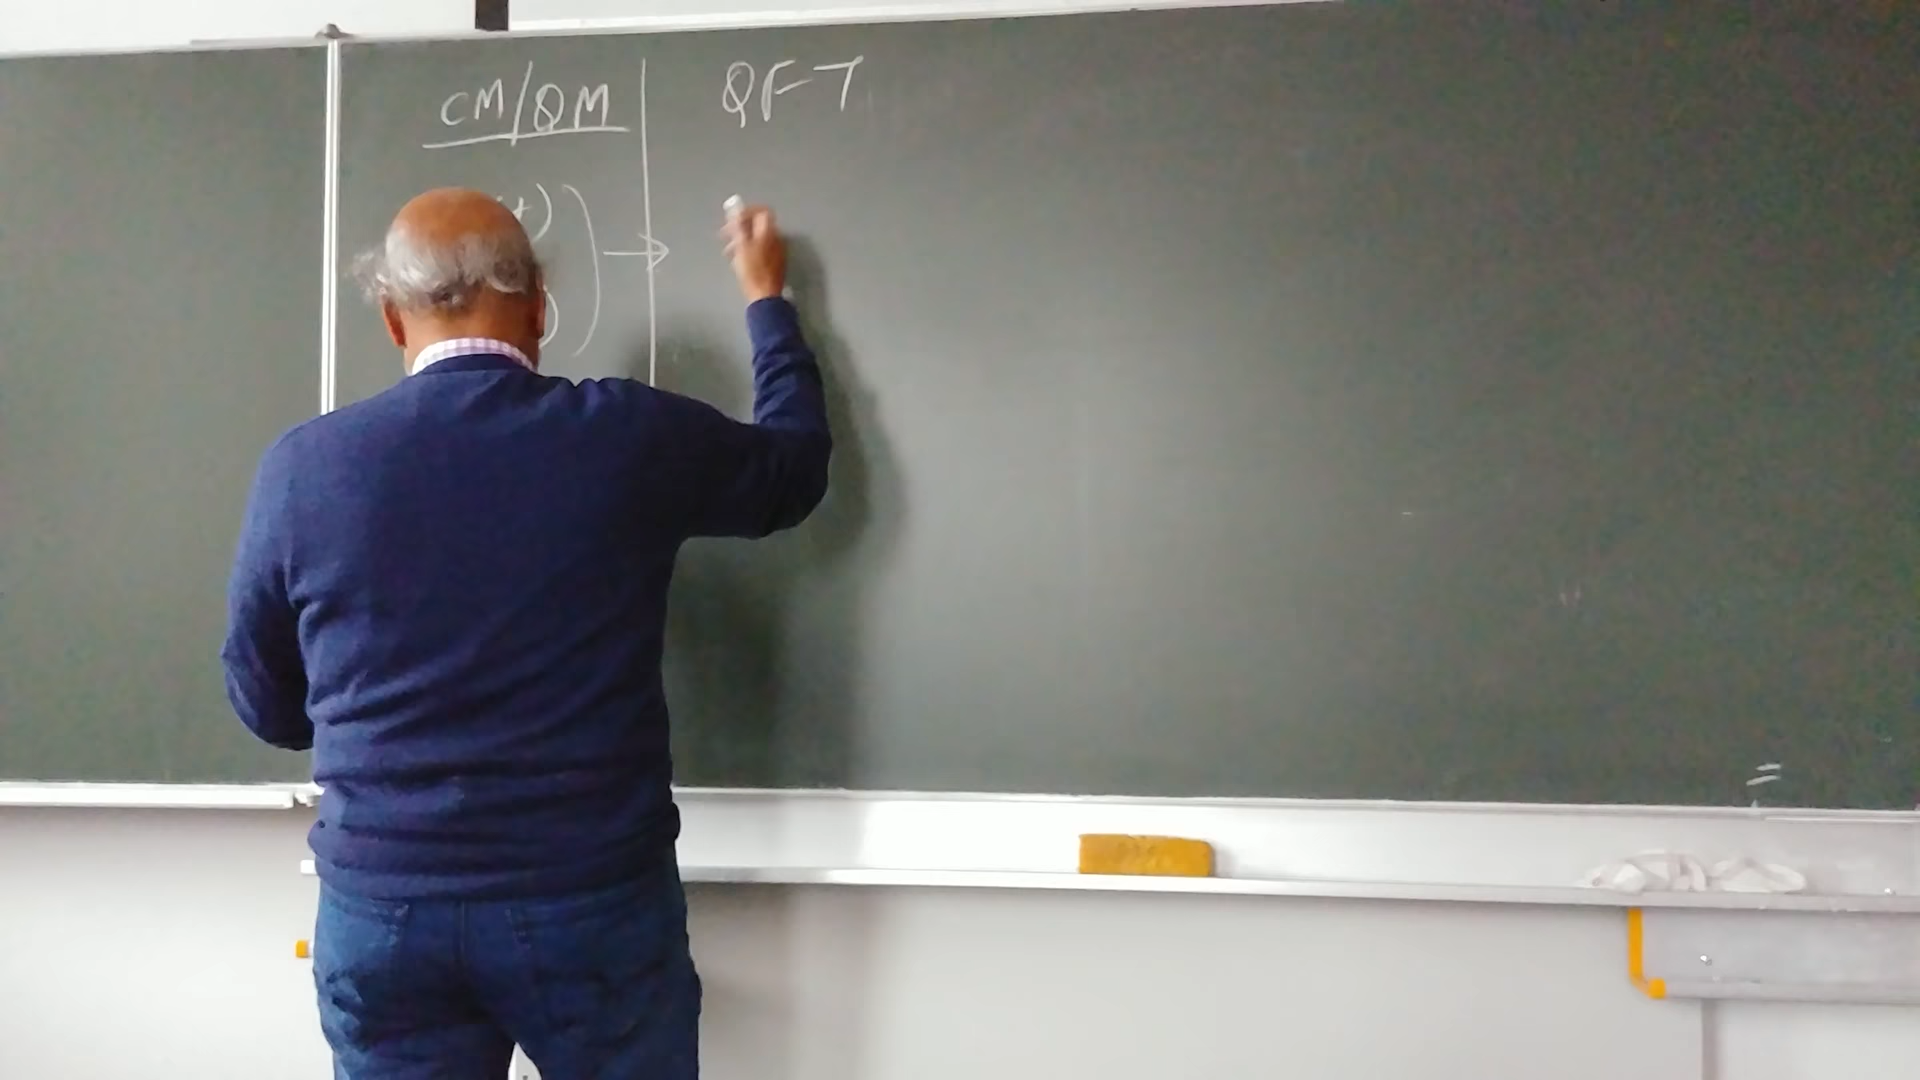 CM/QM QFT
t) ) →
)